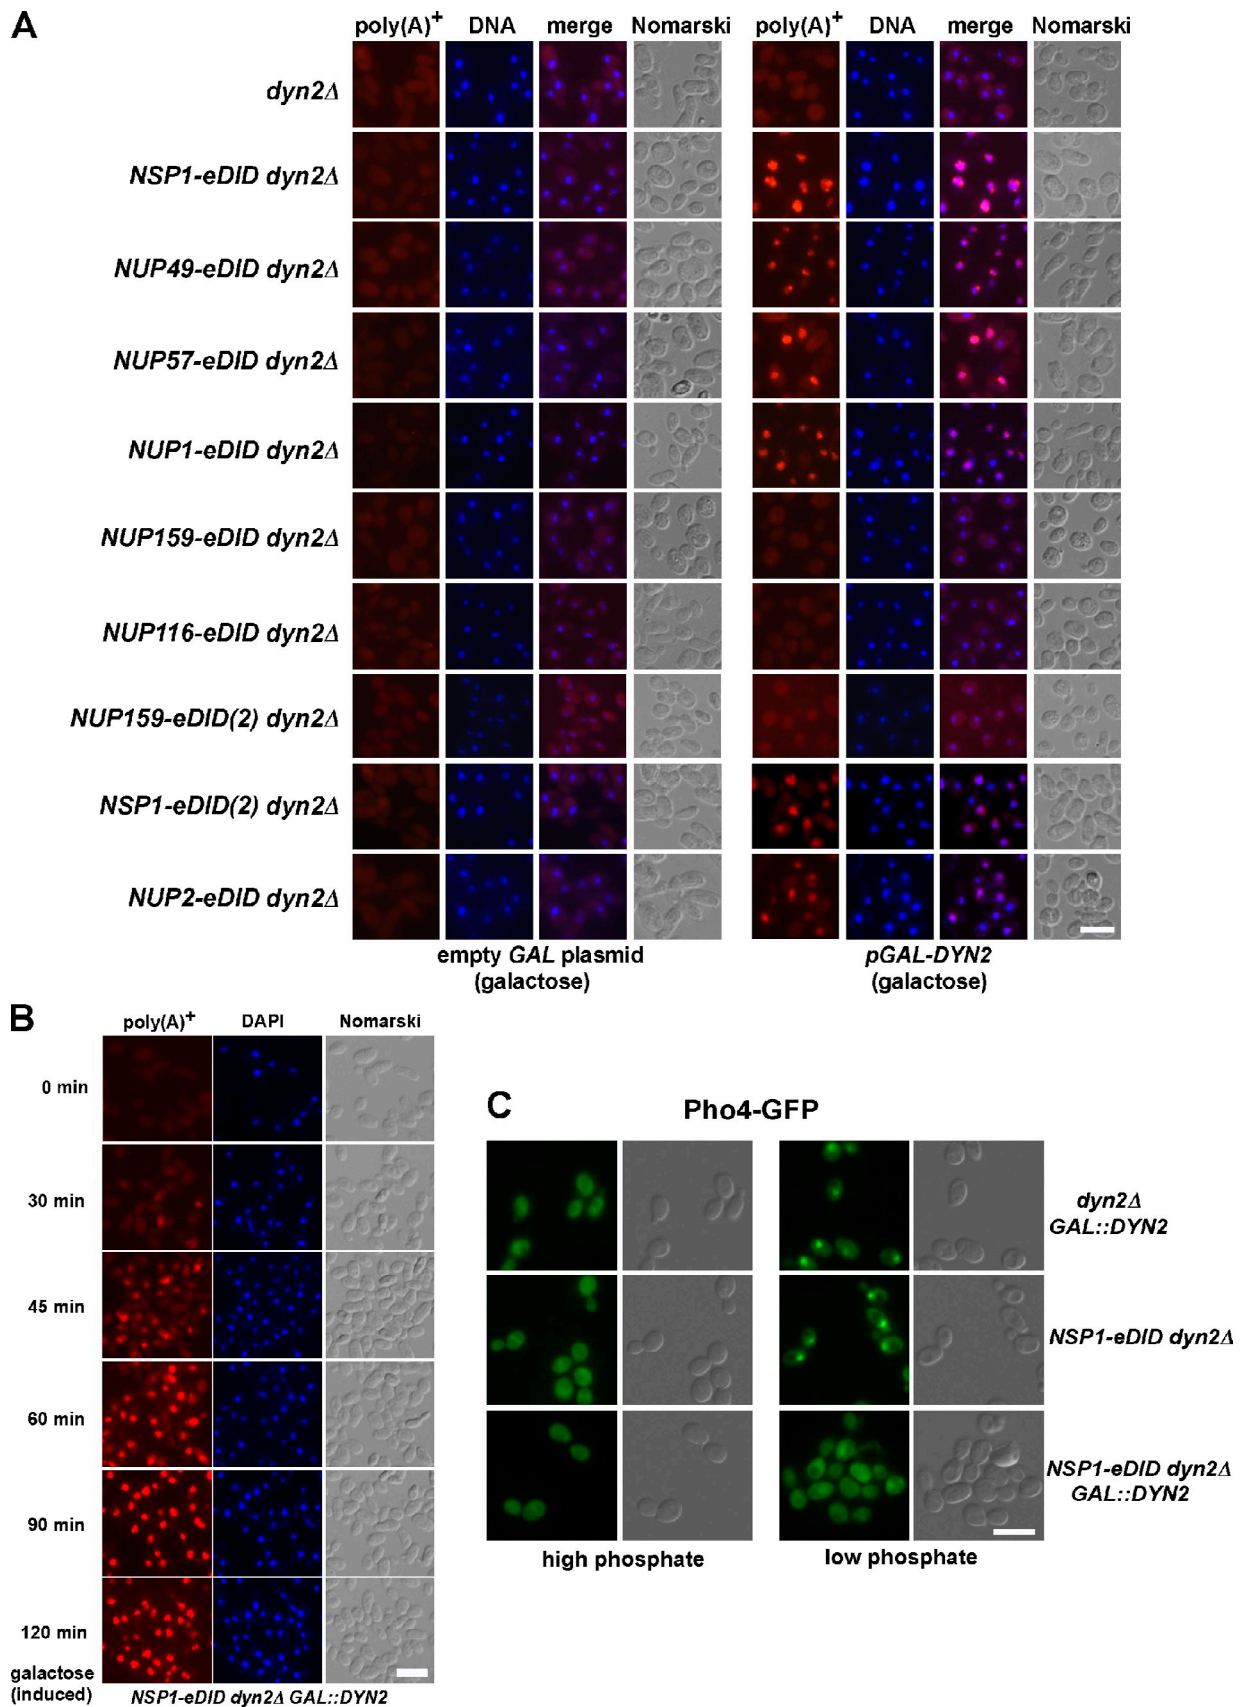 A
poly(A)+ DNA merge Nomarski poly(A)+ DNA merge Nomarski
dyn2Δ
NSP1-eDID dyn2Δ
NUP49-eDID dyn2Δ
NUP57-eDID dyn2Δ
NUP1-eDID dyn2Δ
NUP159-eDID dyn2Δ
NUP116-eDID dyn2Δ
NUP159-eDID(2) dyn2Δ
NSP1-eDID(2) dyn2Δ
NUP2-eDID dyn2Δ
empty GAL plasmid
(galactose)
pGAL-DYN2
(galactose)
B
poly(A)+ DAPI Nomarski
0 min
30 min
45 min
60 min
90 min
120 min
galactose
(induced)
NSP1-eDID dyn2Δ GAL::DYN2
C
Pho4-GFP
dyn2Δ
GAL::DYN2
NSP1-eDID dyn2Δ
NSP1-eDID dyn2Δ
GAL::DYN2
high phosphate
low phosphate